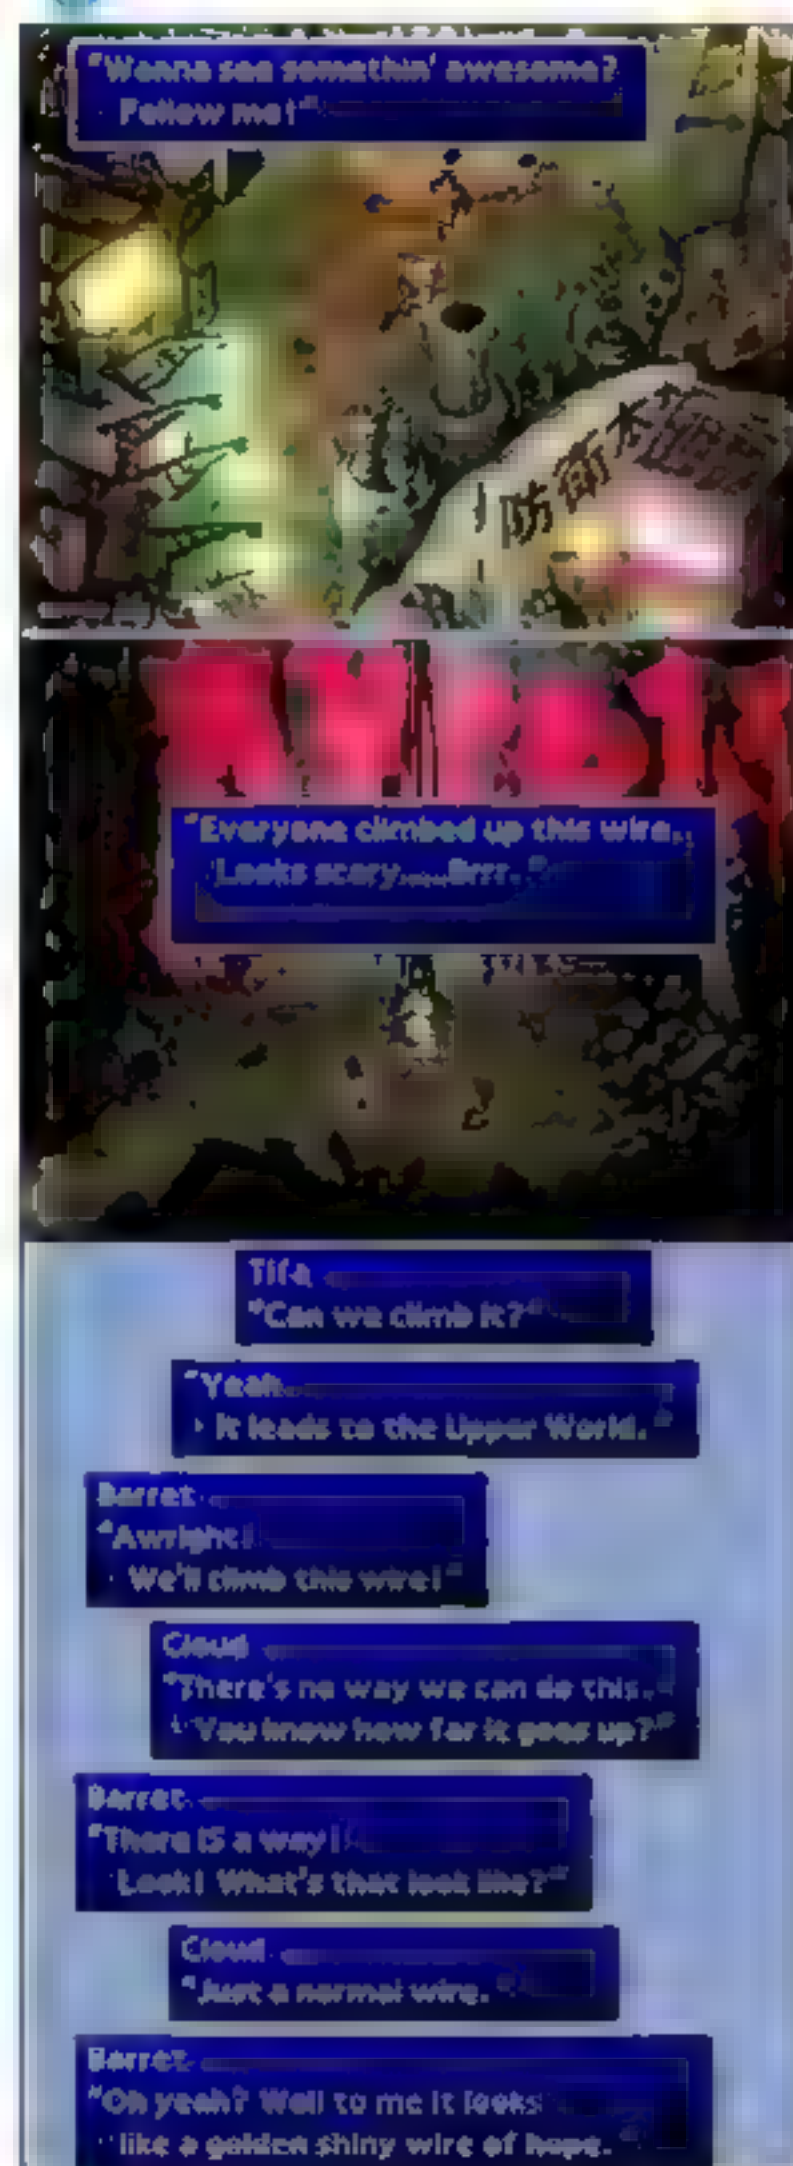 "Wanna see somethin' awesome?
Follow me!"
防衛本
"Everyone climbed up this wire..
Looks scary.....Brrr."
Tifa
"Can we climb it?"
"Yeah.
It leads to the Upper World."
Barret
"Awright!
We'll climb this wire!"
Cloud
"There's no way we can do this.
You know how far it goes up?"
Barret
"There IS a way!
Look! What's that look like?"
Cloud
"Just a normal wire."
Barret
"Oh yeah? Well to me it looks
like a golden shiny wire of hope."